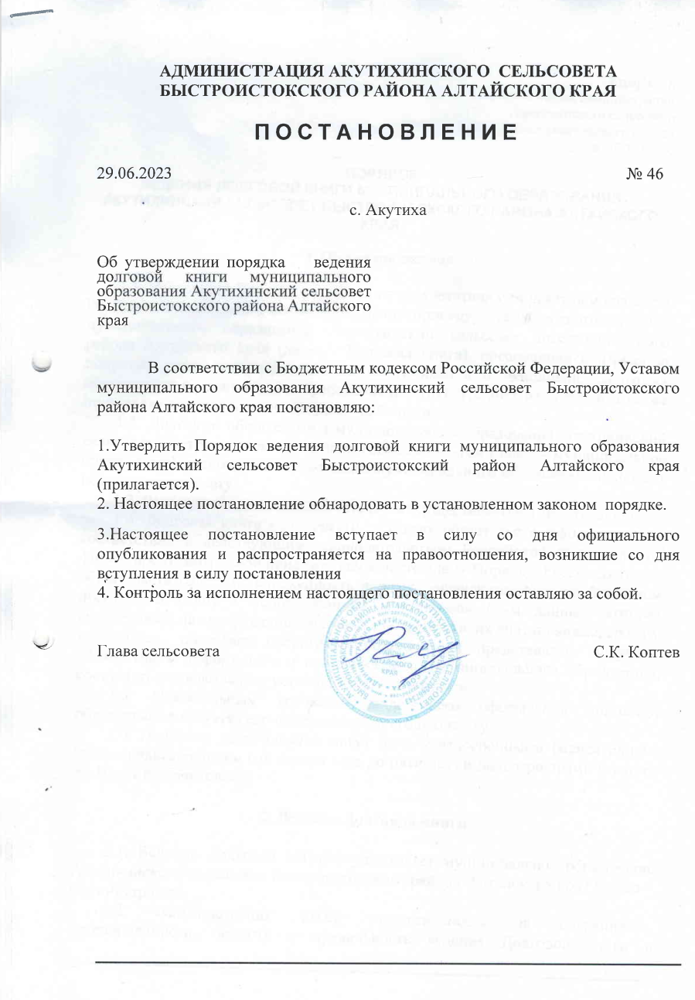 АДМИНИСТРАЦИЯ АКУТИХИНСКОГО СЕЛЬСОВЕТА
БЫСТРОИСТОКСКОГО РАЙОНА АЛТАЙСКОГО КРАЯ
ПОСТАНОВЛЕНИЕ
29.06.2023 № 46
с. Акутиха
Об утверждении порядка ведения
долговой книги муниципального
образования Акутихинский сельсовет
Быстроистокского района Алтайского
края
В соответствии с Бюджетным кодексом Российской Федерации, Уставом
муниципального образования Акутихинский сельсовет Быстроистокского
района Алтайского края постановляю:
1.Утвердить Порядок ведения долговой книги муниципального образования
Акутихинский сельсовет Быстроистокский район Алтайского края
(прилагается).
2. Настоящее постановление обнародовать в установленном законом порядке.
3.Настоящее постановление вступает в силу со дня официального
опубликования и распространяется на правоотношения, возникшие со дня
вступления в силу постановления
4. Контроль за исполнением настоящего постановления оставляю за собой.
Глава сельсовета С.К. Коптев